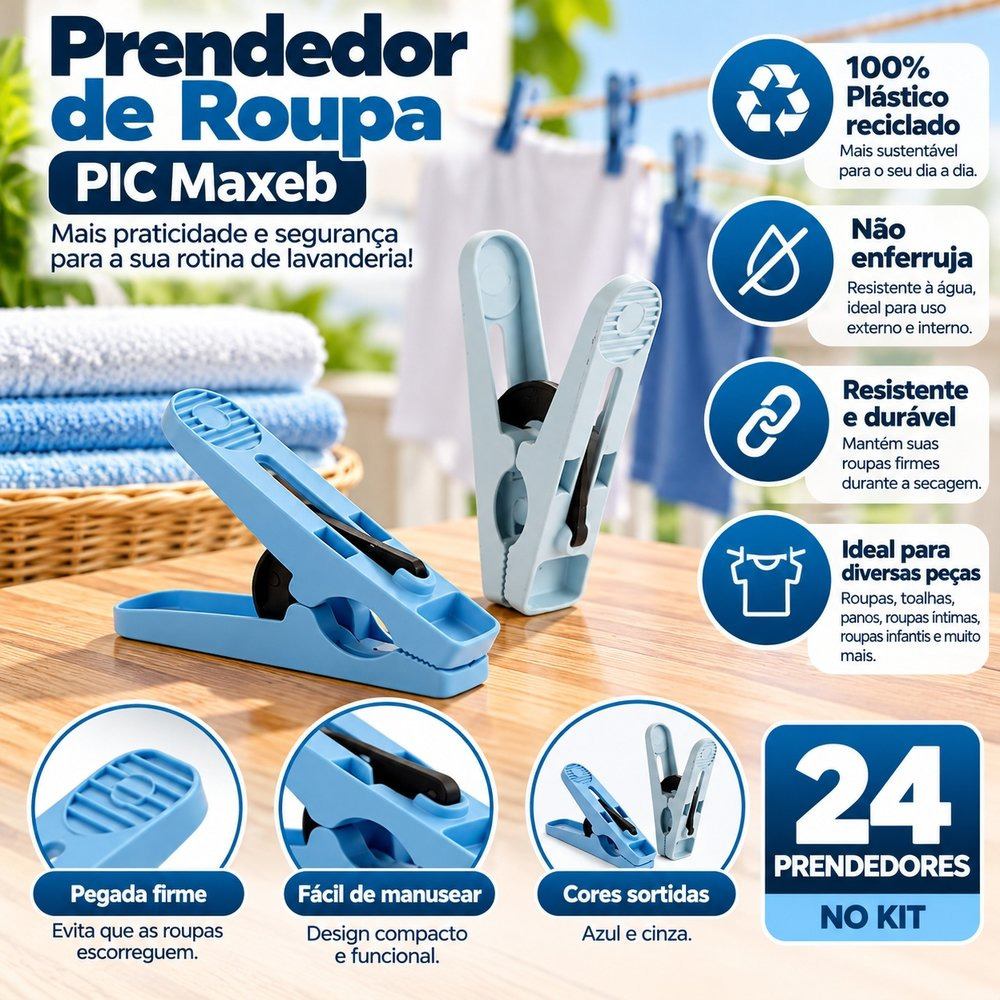 Prendedor
de Roupa
PIC Maxeb
Mais praticidade e segurança
para a sua rotina de lavanderia!
100%
Plástico
reciclado
Mais sustentável
para o seu dia a dia.
Não
enferruja
Resistente à água,
ideal para uso
externo e interno.
Resistente
e durável
Mantém suas
roupas firmes
durante a secagem.
Ideal para
diversas peças
Roupas, toalhas,
panos, roupas íntimas,
roupas infantis e muito
mais.
Pegada firme
Evita que as roupas
escorreguem.
Fácil de manusear
Design compacto
e funcional.
Cores sortidas
Azul e cinza.
24
PRENDEDORES
NO KIT